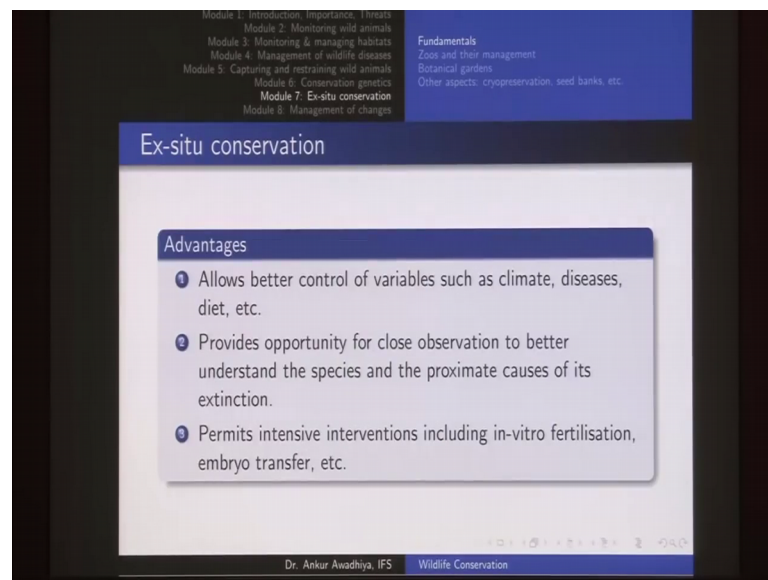 Module 1: Introduction, Importance, Threats
Module 2: Monitoring wild animals
Module 3: Monitoring & managing habitats
Module 4: Management of wildlife diseases
Module 5: Capturing and restraining wild animals
Module 6: Conservation genetics
Module 7: Ex-situ conservation
Module 8: Management of changes
Fundamentals
Zoos and their management
Botanical gardens
Other aspects: cryopreservation, seed banks, etc.
Ex-situ conservation
Advantages
1 Allows better control of variables such as climate, diseases,
diet, etc.
2 Provides opportunity for close observation to better
understand the species and the proximate causes of its
extinction.
3 Permits intensive interventions including in-vitro fertilisation,
embryo transfer, etc.
Dr. Ankur Awadhiya, IFS
Wildlife Conservation